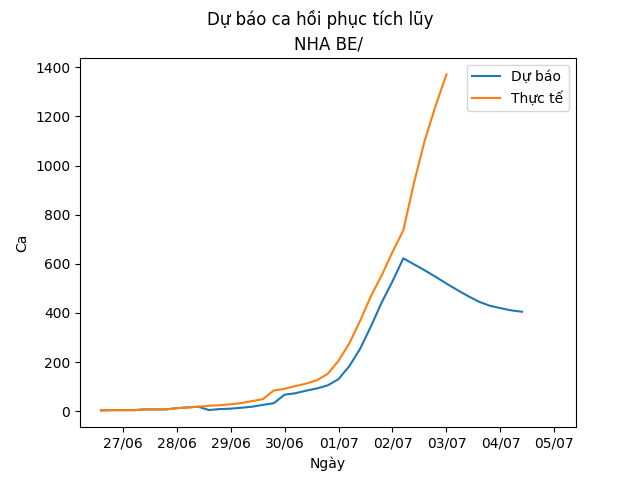 Dự báo ca hồi phục tích lũy
NHA BE/
Dự báo
Thực tế
Ca
1400
1200
1000
800
600
400
200
0
27/06 28/06 29/06 30/06 01/07 02/07 03/07 04/07 05/07
Ngày